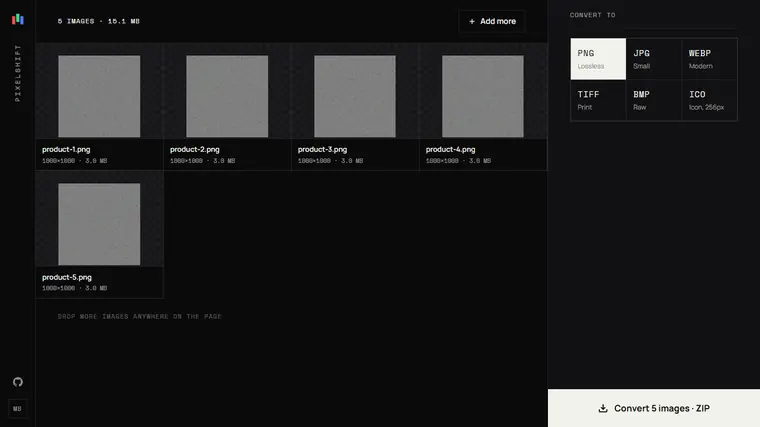 PIXELSHIFT
5 IMAGES · 15.1 MB
+ Add more
product-1.png
1000×1000 · 3.0 MB
product-2.png
1000×1000 · 3.0 MB
product-3.png
1000×1000 · 3.0 MB
product-4.png
1000×1000 · 3.0 MB
product-5.png
1000×1000 · 3.0 MB
DROP MORE IMAGES ANYWHERE ON THE PAGE
MB
CONVERT TO
PNG
Lossless
JPG
Small
WEBP
Modern
TIFF
Print
BMP
Raw
ICO
Icon, 256px
Convert 5 images · ZIP